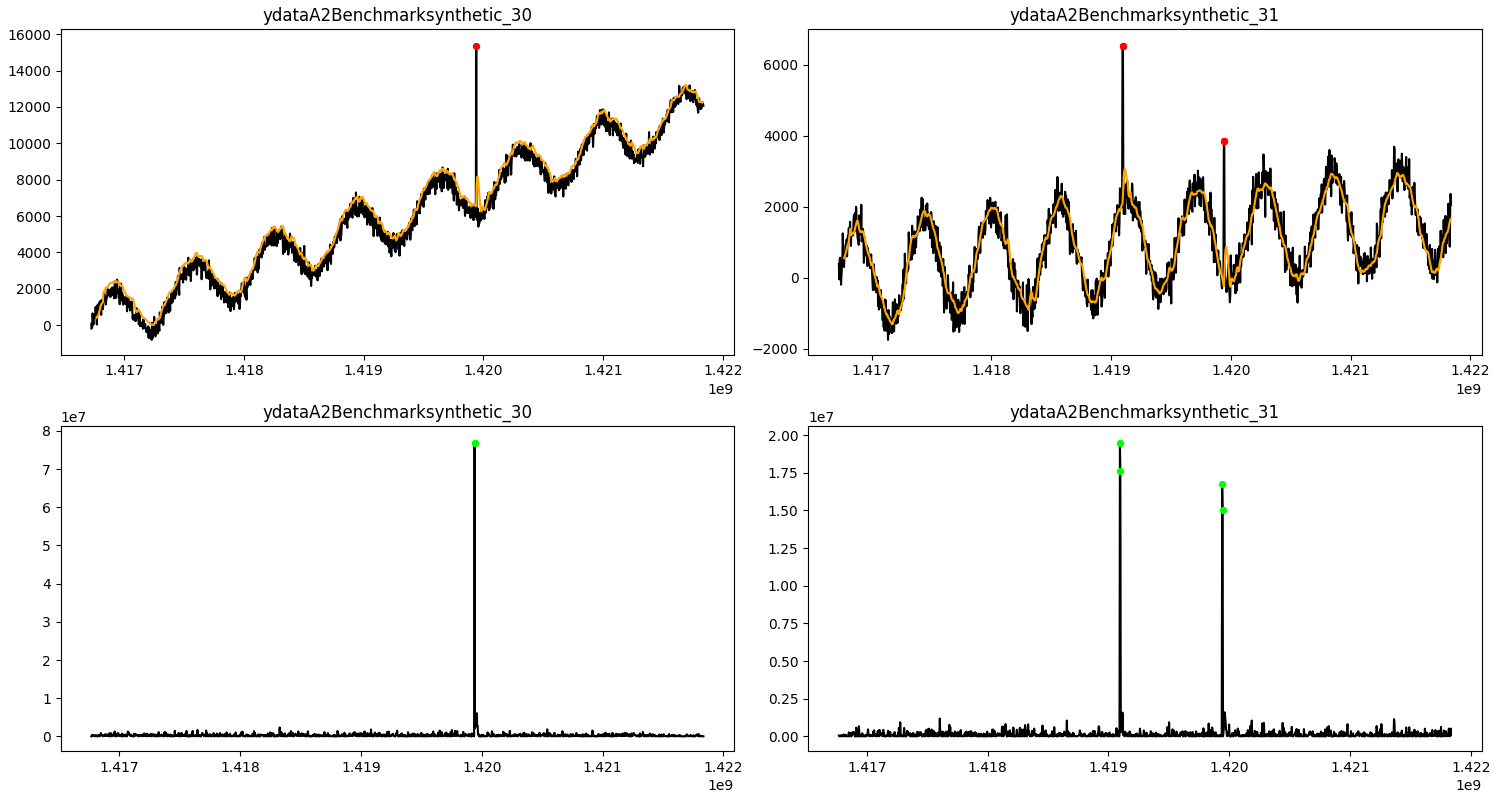 ydataA2Benchmarksynthetic_30
16000
14000
12000
10000
8000
6000
4000
2000
0
1.417 1.418 1.419 1.420 1.421 1.422
1e9
ydataA2Benchmarksynthetic_31
6000
4000
2000
0
−2000
1.417 1.418 1.419 1.420 1.421 1.422
1e9
ydataA2Benchmarksynthetic_30
1e7
8
7
6
5
4
3
2
1
0
1.417 1.418 1.419 1.420 1.421 1.422
1e9
ydataA2Benchmarksynthetic_31
1e7
2.00
1.75
1.50
1.25
1.00
0.75
0.50
0.25
0.00
1.417 1.418 1.419 1.420 1.421 1.422
1e9